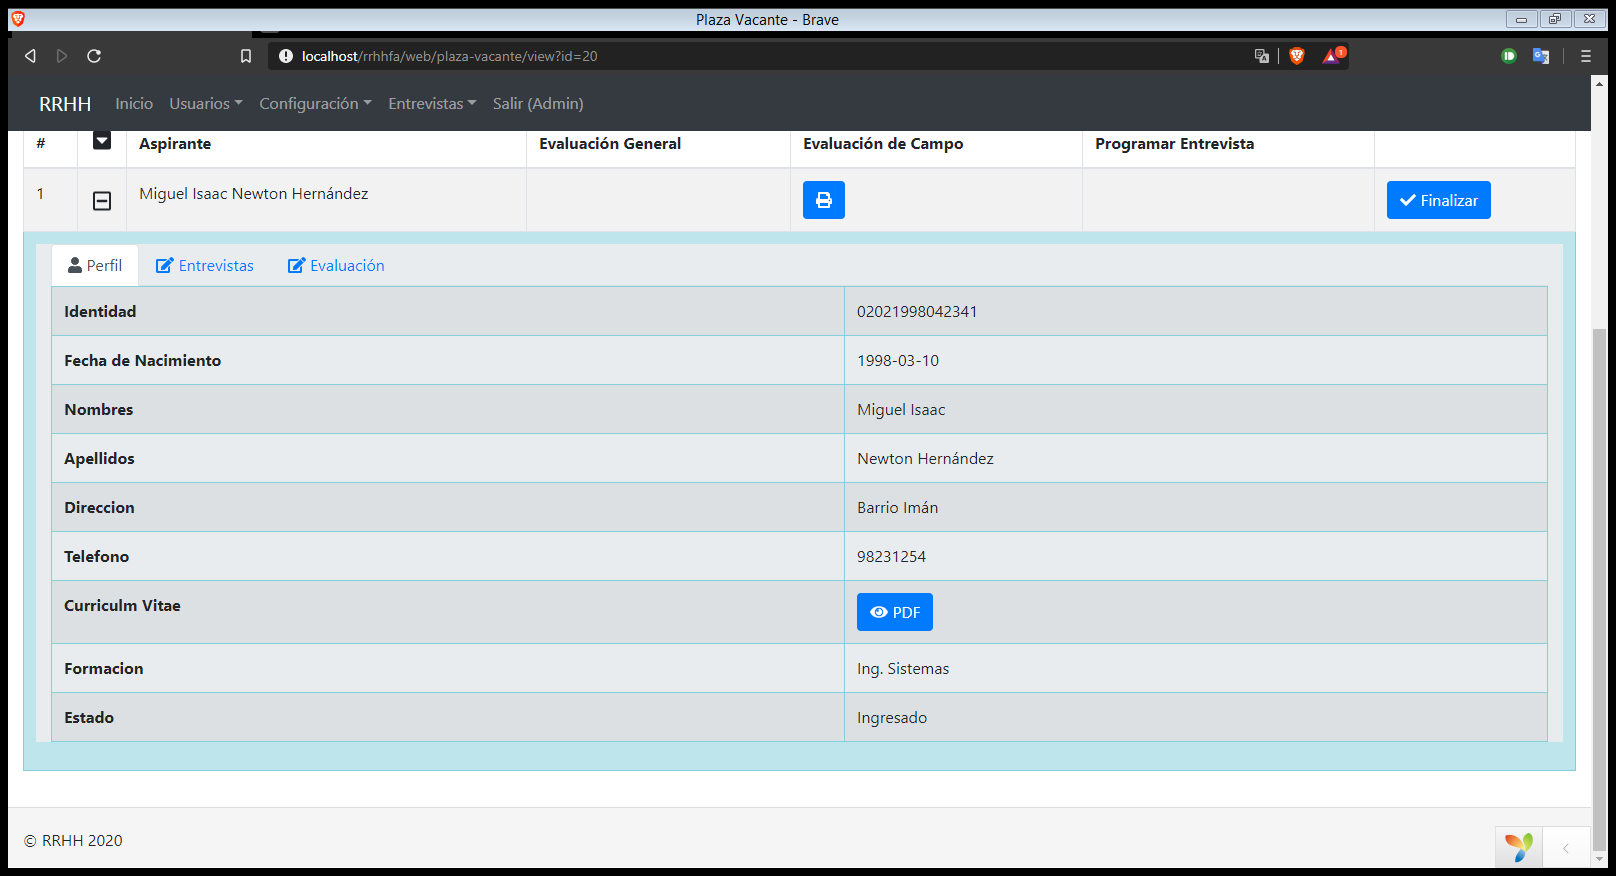 Plaza Vacante - Brave
localhost/rrhhfa/web/plaza-vacante/view?id=20
1
RRHH Inicio Usuarios Configuración Entrevistas Salir (Admin)
# Aspirante Evaluación General Evaluación de Campo Programar Entrevista
1 Miguel Isaac Newton Hernández Finalizar
Perfil Entrevistas Evaluación
Identidad 02021998042341
Fecha de Nacimiento 1998-03-10
Nombres Miguel Isaac
Apellidos Newton Hernández
Direccion Barrio Imán
Telefono 98231254
Curriculm Vitae PDF
Formacion Ing. Sistemas
Estado Ingresado
© RRHH 2020